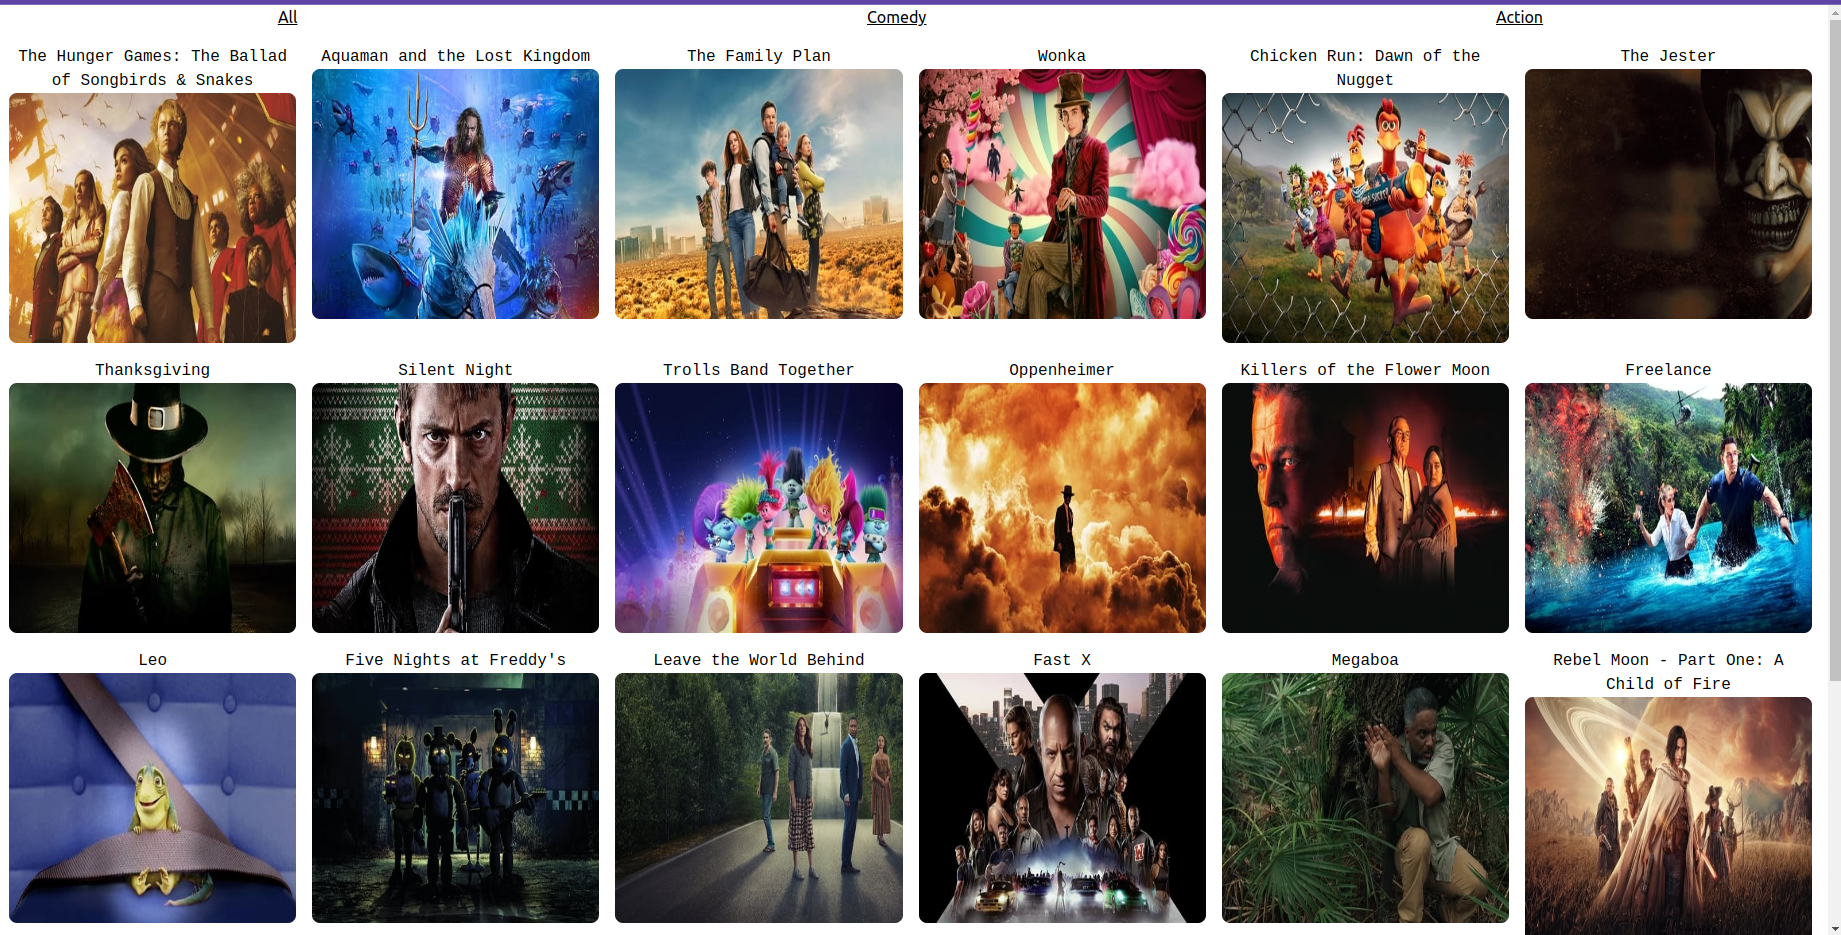 All
Comedy
Action
The Hunger Games: The Ballad
of Songbirds & Snakes
Aquaman and the Lost Kingdom
The Family Plan
Wonka
Chicken Run: Dawn of the
Nugget
The Jester
Thanksgiving
Silent Night
Trolls Band Together
Oppenheimer
Killers of the Flower Moon
Freelance
Leo
Five Nights at Freddy's
Leave the World Behind
Fast X
Megaboa
Rebel Moon - Part One: A
Child of Fire